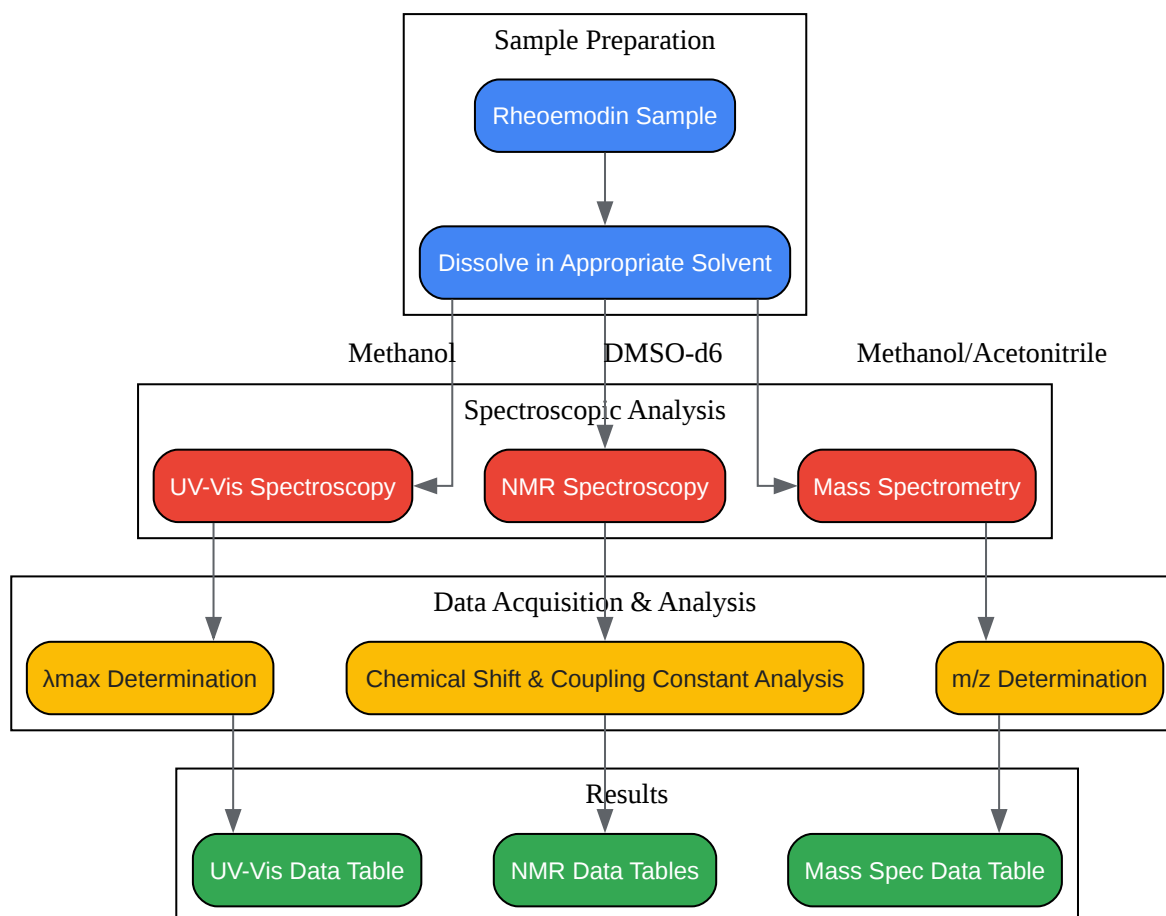 Sample Preparation
Rheoemodin Sample
Dissolve in Appropriate Solvent
Methanol
DMSO-d6
Methanol/Acetonitrile
Spectroscopic Analysis
UV-Vis Spectroscopy
NMR Spectroscopy
Mass Spectrometry
Data Acquisition & Analysis
λmax Determination
Chemical Shift & Coupling Constant Analysis
m/z Determination
Results
UV-Vis Data Table
NMR Data Tables
Mass Spec Data Table